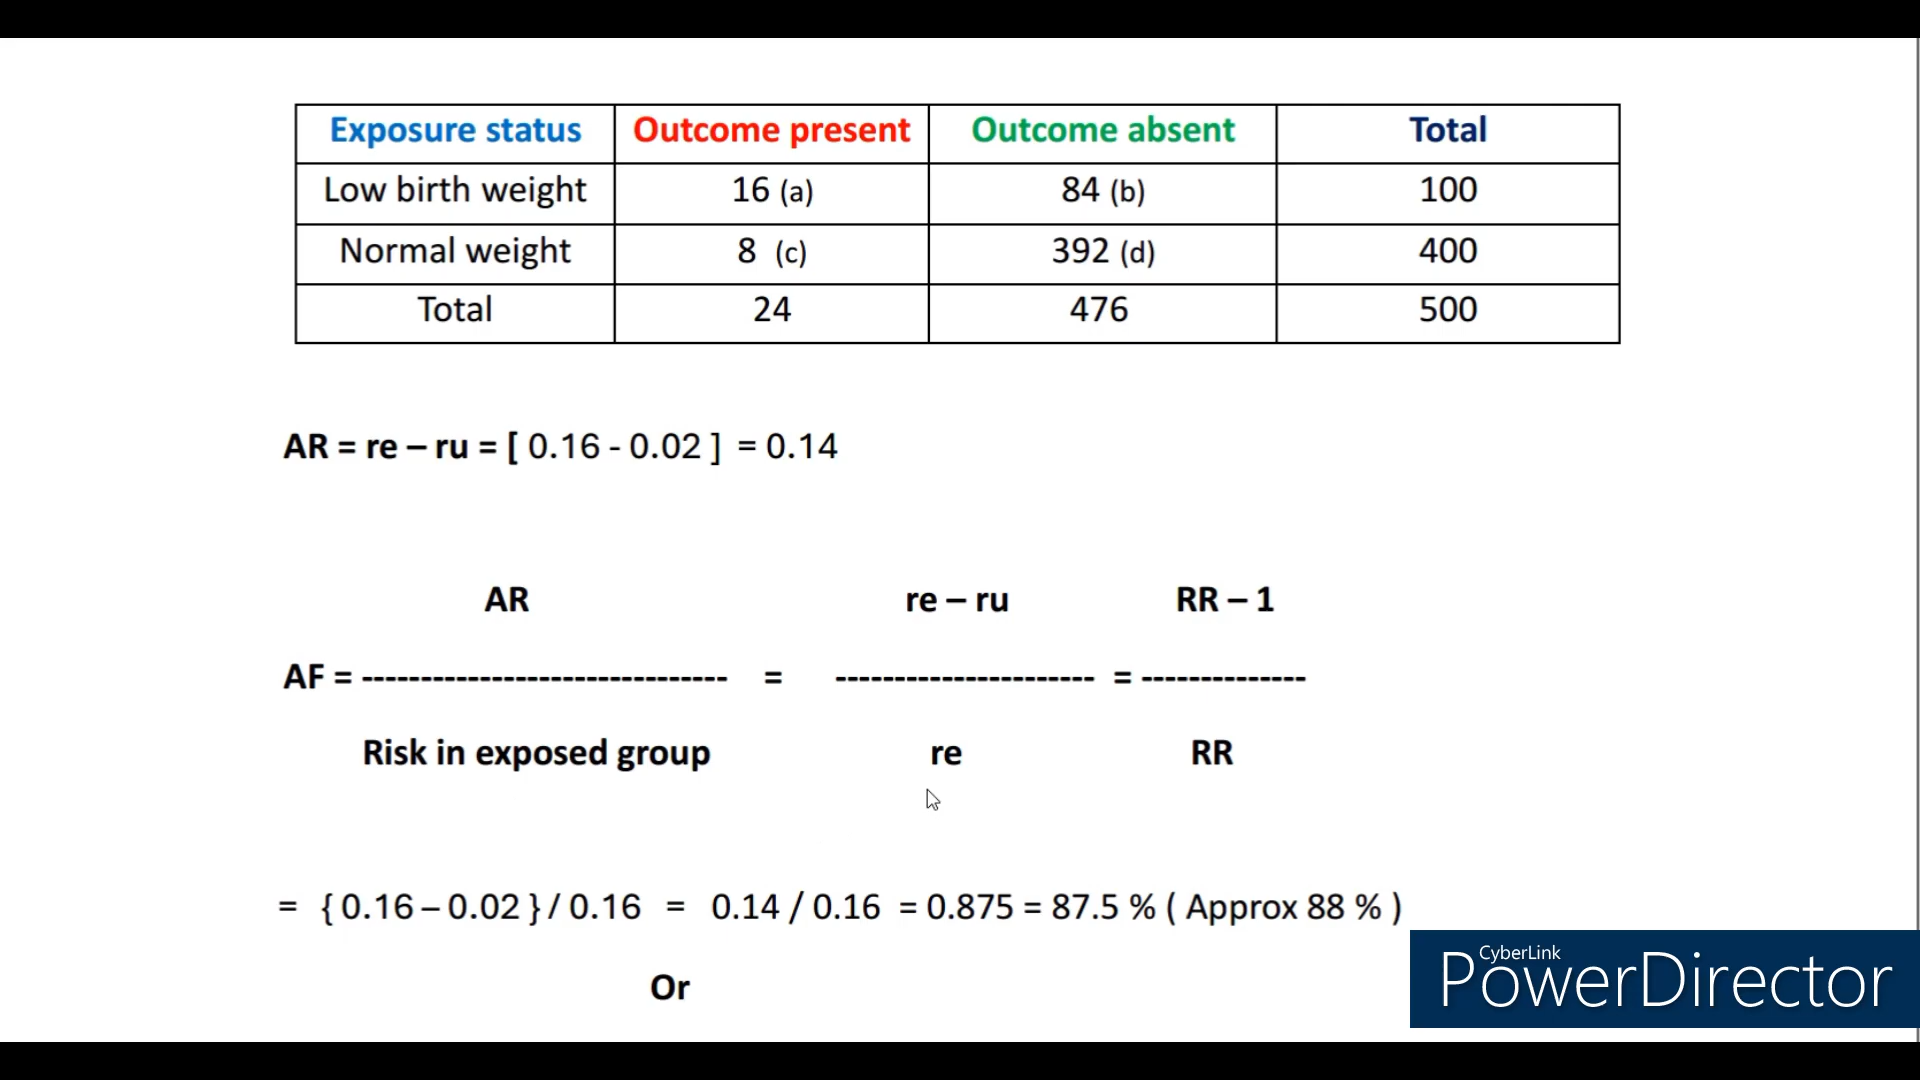 Exposure status Outcome present Outcome absent Total
Low birth weight 16 (a) 84 (b) 100
Normal weight 8 (c) 392 (d) 400
Total 24 476 500
AR = re – ru = [ 0.16 - 0.02 ] = 0.14
AR re – ru RR – 1
AF = ------------------------------- = ---------------------- = --------------
Risk in exposed group re RR
= { 0.16 – 0.02 } / 0.16 = 0.14 / 0.16 = 0.875 = 87.5 % ( Approx 88 % )
Or
CyberLink
PowerDirector